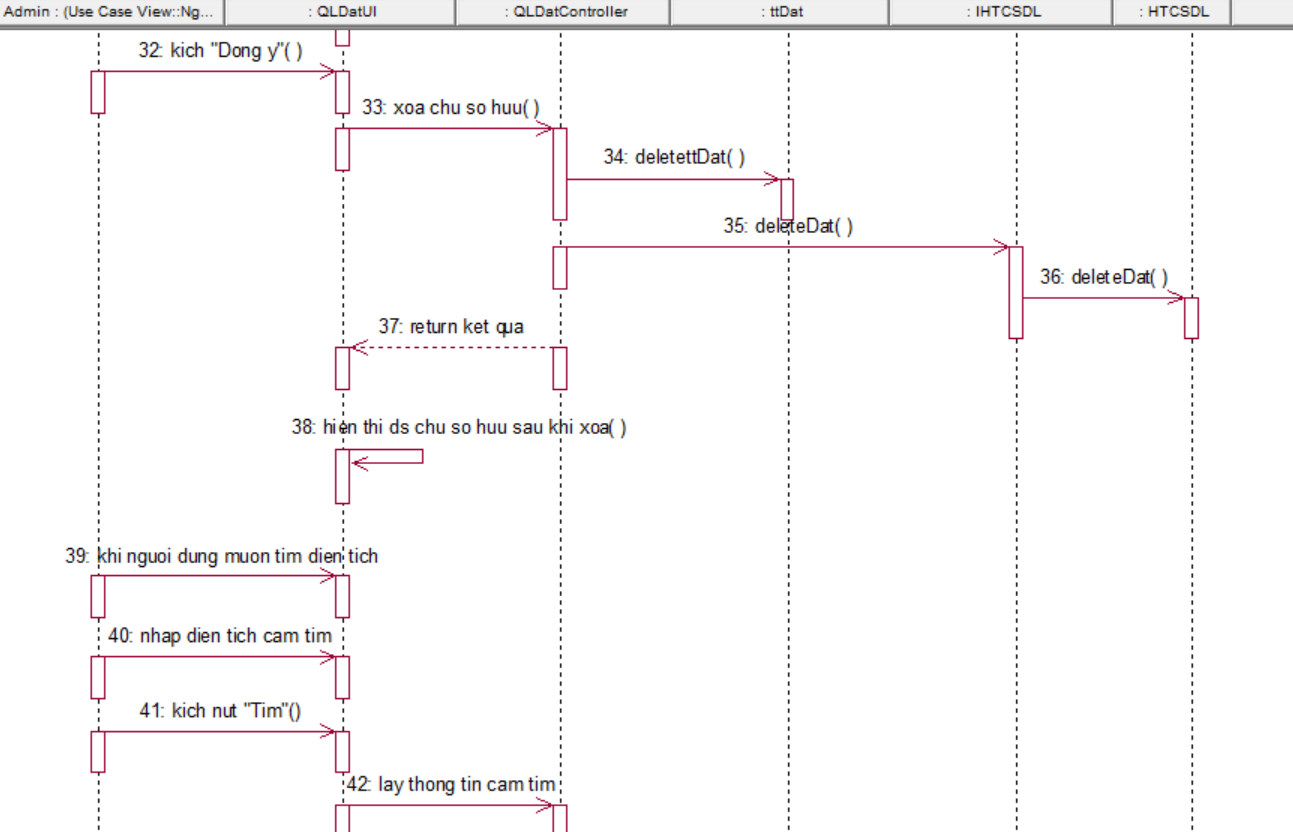 Admin : (Use Case View::Ng...
: QLDatUI
: QLDatController
: ttDat
: IHTCSDL
: HTCSDL
32: kich "Dong y"( )
33: xoa chu so huu( )
34: deletettDat( )
35: deleteDat( )
36: deleteDat( )
37: return ket qua
38: hien thi ds chu so huu sau khi xoa( )
39: khi nguoi dung muon tim dien tich
40: nhap dien tich cam tim
41: kich nut "Tim"()
42: lay thong tin cam tim